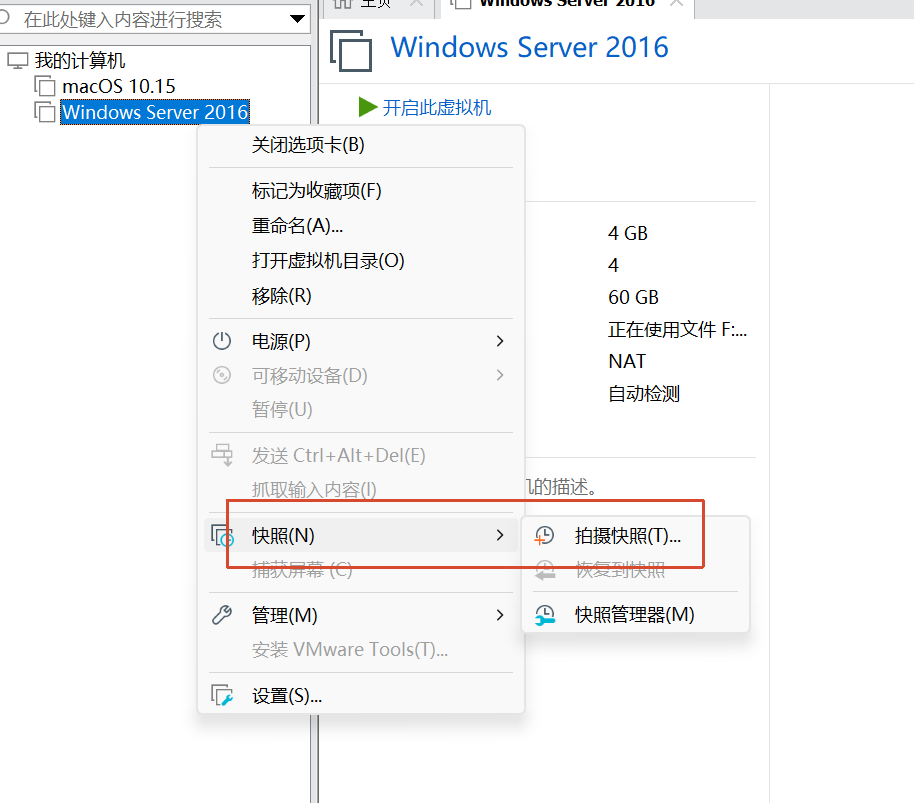 在此处键入内容进行搜索
主页
Windows Server 2016
我的计算机
macOS 10.15
Windows Server 2016
Windows Server 2016
开启此虚拟机
关闭选项卡(B)
标记为收藏项(F)
重命名(A)...
打开虚拟机目录(O)
移除(R)
电源(P)
可移动设备(D)
暂停(U)
发送 Ctrl+Alt+Del(E)
抓取输入内容(I)
快照(N)
捕获屏幕 (C)
管理(M)
安装 VMware Tools(T)...
设置(S)...
4 GB
4
60 GB
正在使用文件 F:...
NAT
自动检测
机的描述。
拍摄快照(T)...
恢复到快照
快照管理器(M)